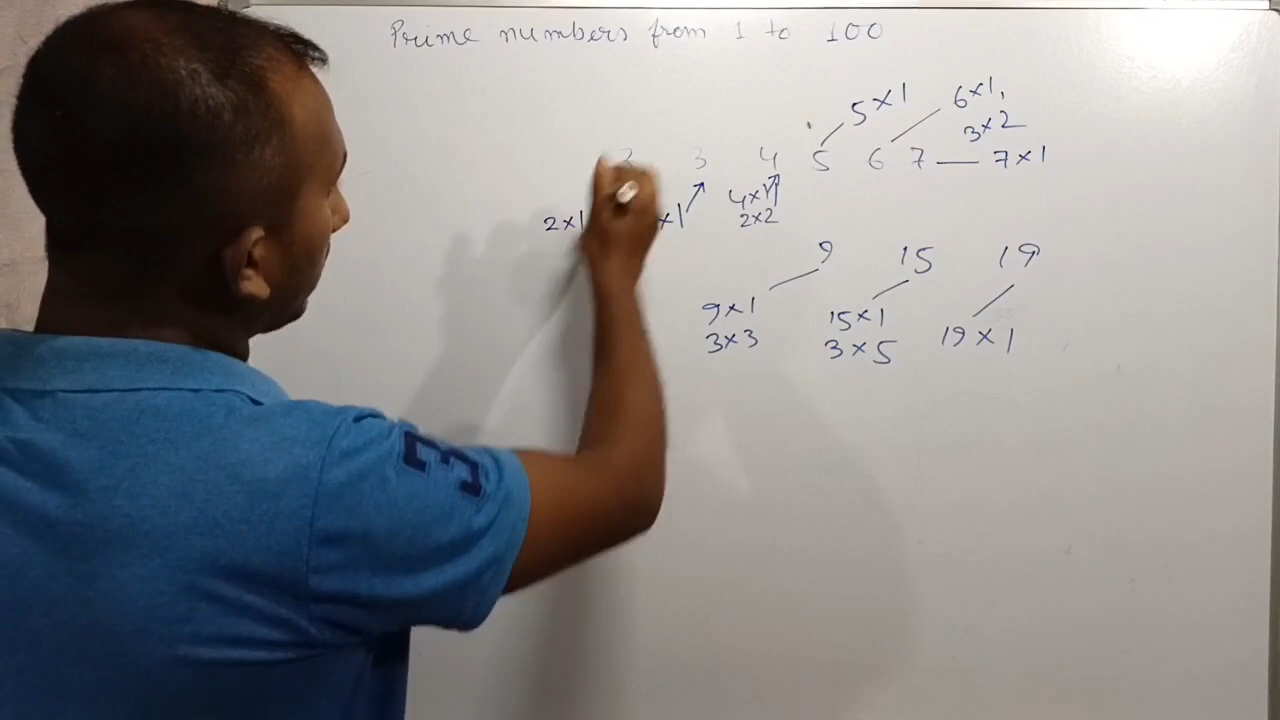 Prime numbers from 1 to 100
5×1
6×1,
3×2
3 4 5 6 7 — 7×1
2×1 ×1 4×1
2×2
9 15 19
9×1 15×1 19×1
3×3 3×5
3